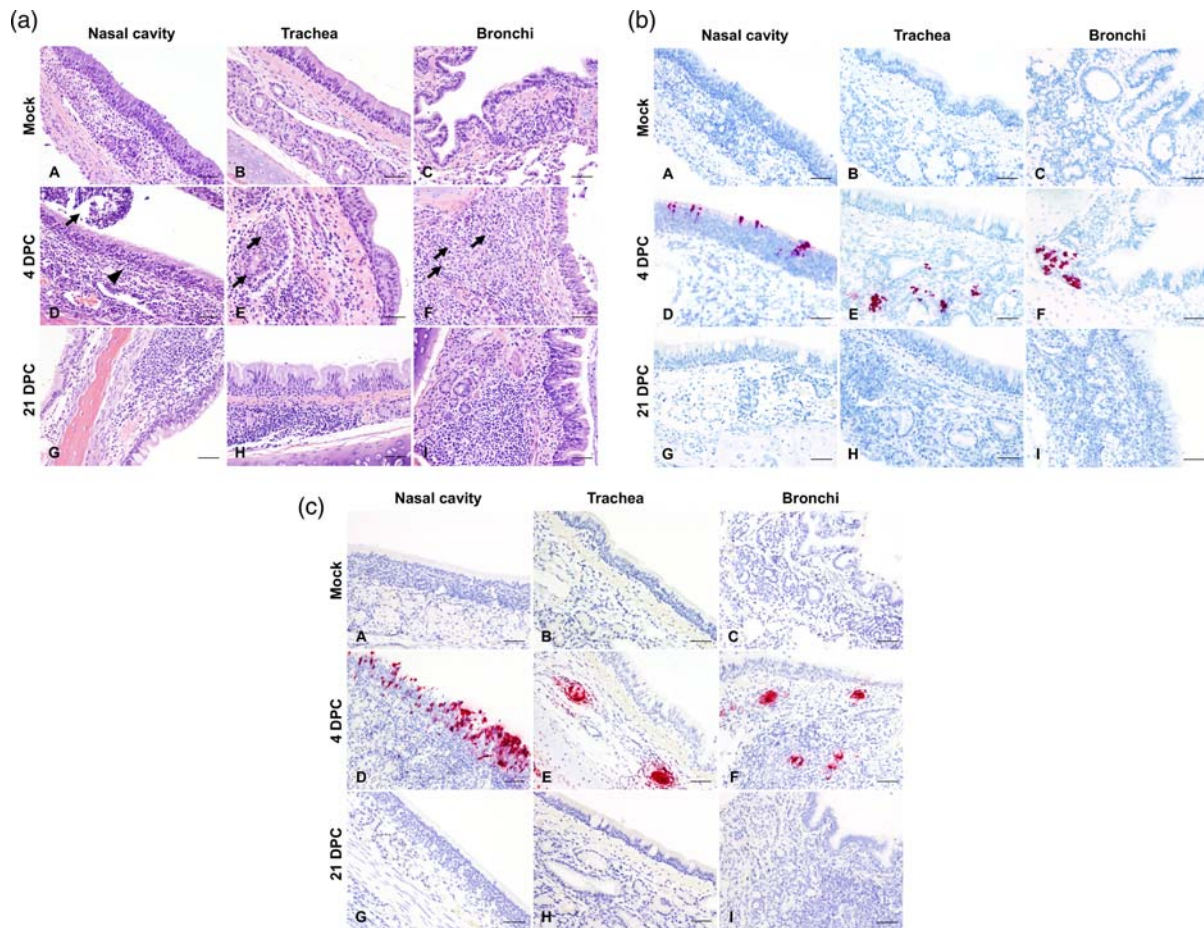 (a)
Nasal cavity Trachea Bronchi
Mock
A B C
4 DPC
D E F
21 DPC
G H I
(b)
Nasal cavity Trachea Bronchi
Mock
A B C
4 DPC
D E F
21 DPC
G H I
(c)
Nasal cavity Trachea Bronchi
Mock
A B C
4 DPC
D E F
21 DPC
G H I